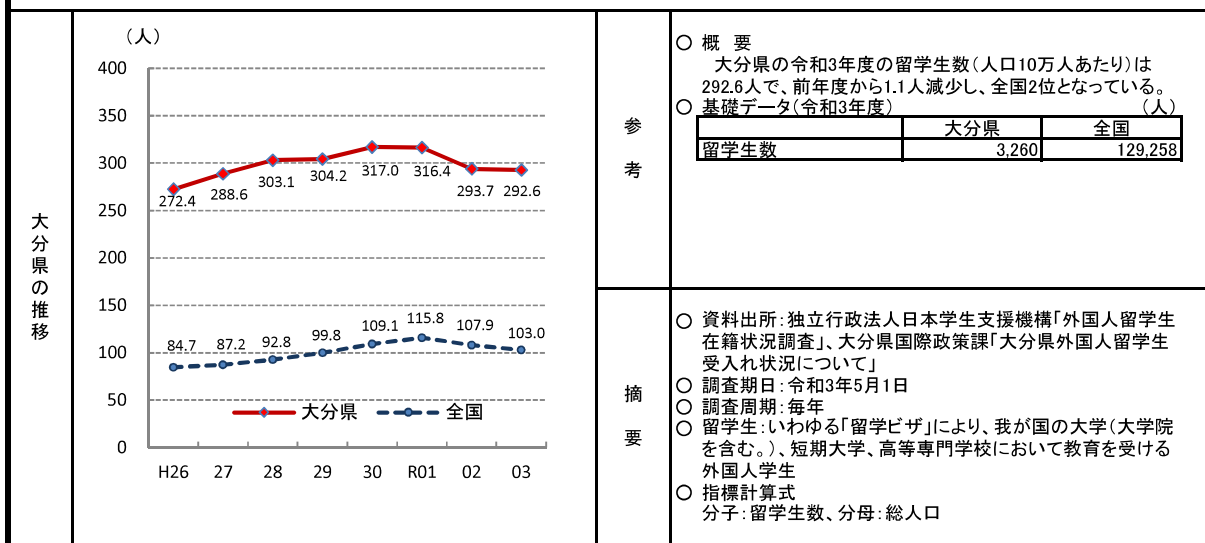 大分県の推移
（人）
400
350
300
250
200
150
100
50
0
272.4 288.6 303.1 304.2 317.0 316.4 293.7 292.6
84.7 87.2 92.8 99.8 109.1 115.8 107.9 103.0
大分県 全国
H26 27 28 29 30 R01 02 03
参考
○ 概 要
大分県の令和3年度の留学生数（人口10万人あたり）は
292.6人で、前年度から1.1人減少し、全国2位となっている。
○ 基礎データ（令和3年度） （人）
大分県 全国
留学生数 3,260 129,258
摘要
○ 資料出所：独立行政法人日本学生支援機構「外国人留学生
在籍状況調査」、大分県国際政策課「大分県外国人留学生
受入れ状況について」
○ 調査期日：令和3年5月1日
○ 調査周期：毎年
○ 留学生：いわゆる「留学ビザ」により、我が国の大学（大学院
を含む。）、短期大学、高等専門学校において教育を受ける
外国人学生
○ 指標計算式
分子：留学生数、分母：総人口